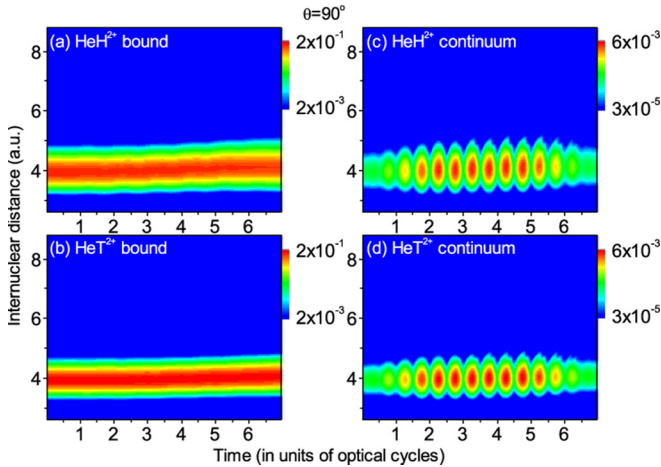 θ=90°
(a) HeH²⁺ bound
2x10⁻¹
2x10⁻³
(c) HeH²⁺ continuum
6x10⁻³
3x10⁻⁵
8
6
4
1 2 3 4 5 6
8
6
4
1 2 3 4 5 6
(b) HeT²⁺ bound
2x10⁻¹
2x10⁻³
(d) HeT²⁺ continuum
6x10⁻³
3x10⁻⁵
8
6
4
2
1 2 3 4 5 6
8
6
4
2
1 2 3 4 5 6
Internuclear distance (a.u.)
Time (in units of optical cycles)